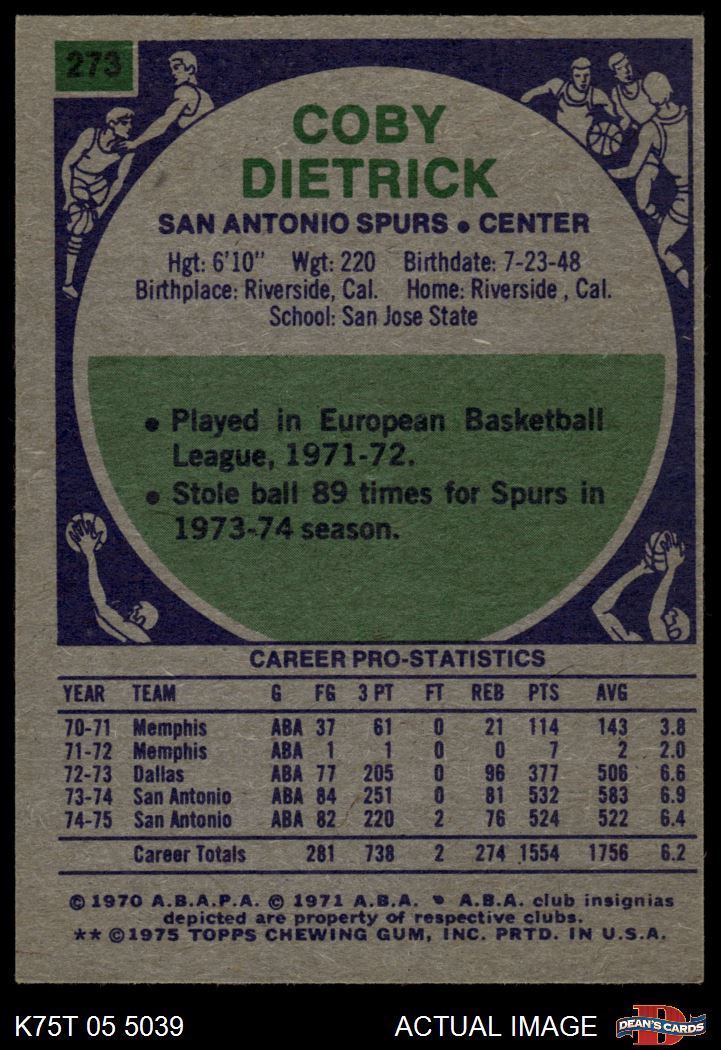 273
COBY
DIETRICK
SAN ANTONIO SPURS • CENTER
Hgt: 6'10" Wgt: 220 Birthdate: 7-23-48
Birthplace: Riverside, Cal. Home: Riverside , Cal.
School: San Jose State
• Played in European Basketball
League, 1971-72.
• Stole ball 89 times for Spurs in
1973-74 season.
CAREER PRO-STATISTICS
YEAR TEAM G FG 3 PT FT REB PTS AVG
70-71 Memphis ABA 37 61 0 21 114 143 3.8
71-72 Memphis ABA 1 1 0 0 7 2 2.0
72-73 Dallas ABA 77 205 0 96 377 506 6.6
73-74 San Antonio ABA 84 251 0 81 532 583 6.9
74-75 San Antonio ABA 82 220 2 76 524 522 6.4
Career Totals 281 738 2 274 1554 1756 6.2
© 1970 A.B.A.P.A. © 1971 A.B.A. • A.B.A. club insignias
depicted are property of respective clubs.
** ©1975 TOPPS CHEWING GUM, INC. PRTD. IN U.S.A.
K75T 05 5039 ACTUAL IMAGE D DEAN'S CARDS